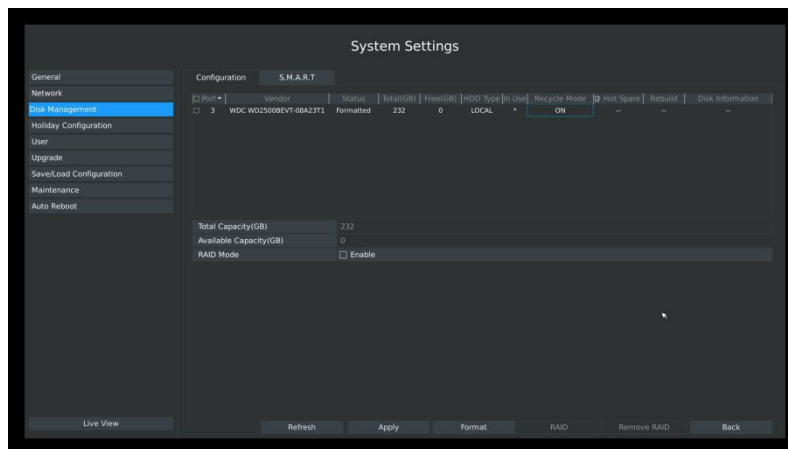 System Settings
General
Network
Disk Management
Holiday Configuration
User
Upgrade
Save/Load Configuration
Maintenance
Auto Reboot
Live View
Configuration S.M.A.R.T
Port Vendor Status Total(GB) Free(GB) HDD Type In Use Recycle Mode Hot Spare Rebuild Disk Information
3 WDC WD2500BEVT-08A23T1 Formatted 232 0 LOCAL * ON -- -- --
Total Capacity(GB) 232
Available Capacity(GB) 0
RAID Mode Enable
Refresh Apply Format RAID Remove RAID Back